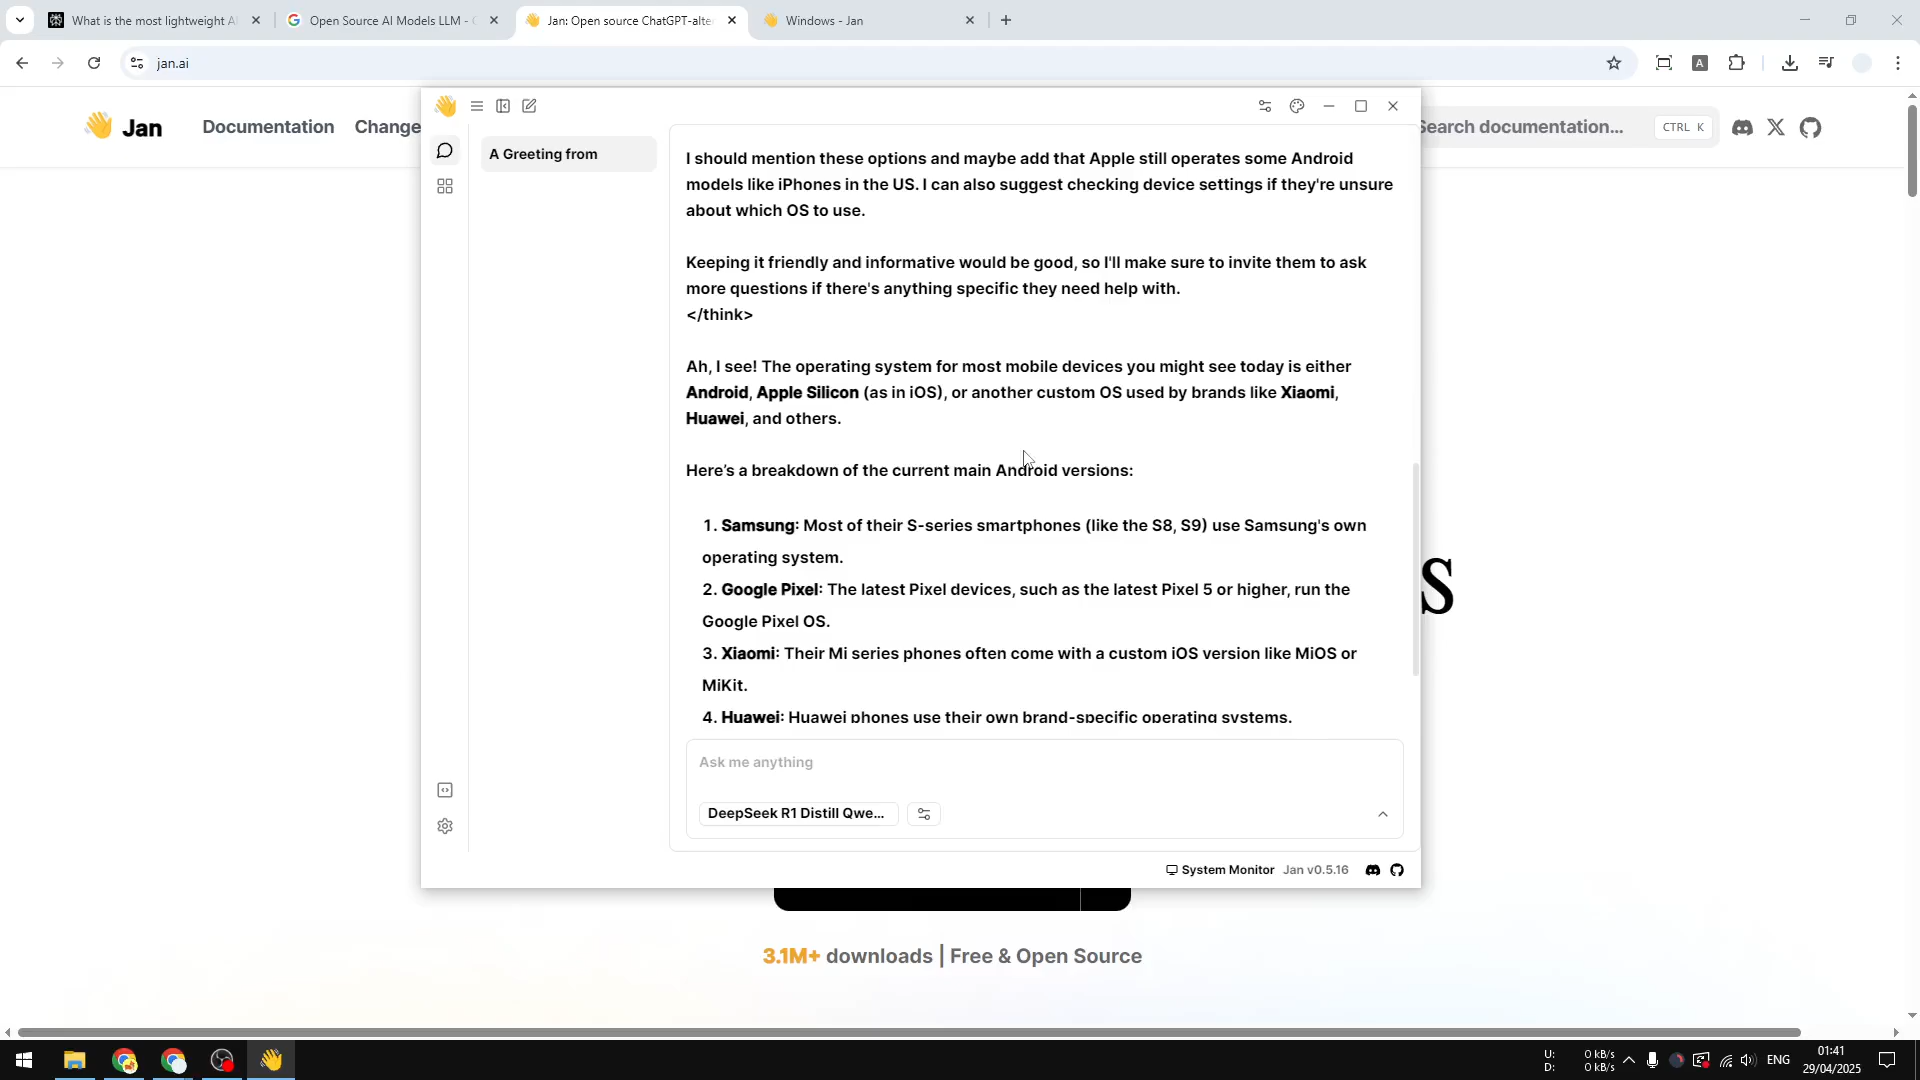 What is the most lightweight A
Open Source AI Models LLM - G
Jan: Open source ChatGPT-alte
Windows - Jan
jan.ai
Jan
Documentation
Change
Search documentation...
CTRL K
A Greeting from
I should mention these options and maybe add that Apple still operates some Android
models like iPhones in the US. I can also suggest checking device settings if they're unsure
about which OS to use.
Keeping it friendly and informative would be good, so I'll make sure to invite them to ask
more questions if there's anything specific they need help with.
</think>
Ah, I see! The operating system for most mobile devices you might see today is either
Android, Apple Silicon (as in iOS), or another custom OS used by brands like Xiaomi,
Huawei, and others.
Here's a breakdown of the current main Android versions:
1. Samsung: Most of their S-series smartphones (like the S8, S9) use Samsung's own
operating system.
2. Google Pixel: The latest Pixel devices, such as the latest Pixel 5 or higher, run the
Google Pixel OS.
3. Xiaomi: Their Mi series phones often come with a custom iOS version like MiOS or
MiKit.
4. Huawei: Huawei phones use their own brand-specific operating systems.
s
Ask me anything
DeepSeek R1 Distill Qwe...
System Monitor
Jan v0.5.16
3.1M+ downloads | Free & Open Source
U: 0 kB/s
D: 0 kB/s
ENG
01:41
29/04/2025